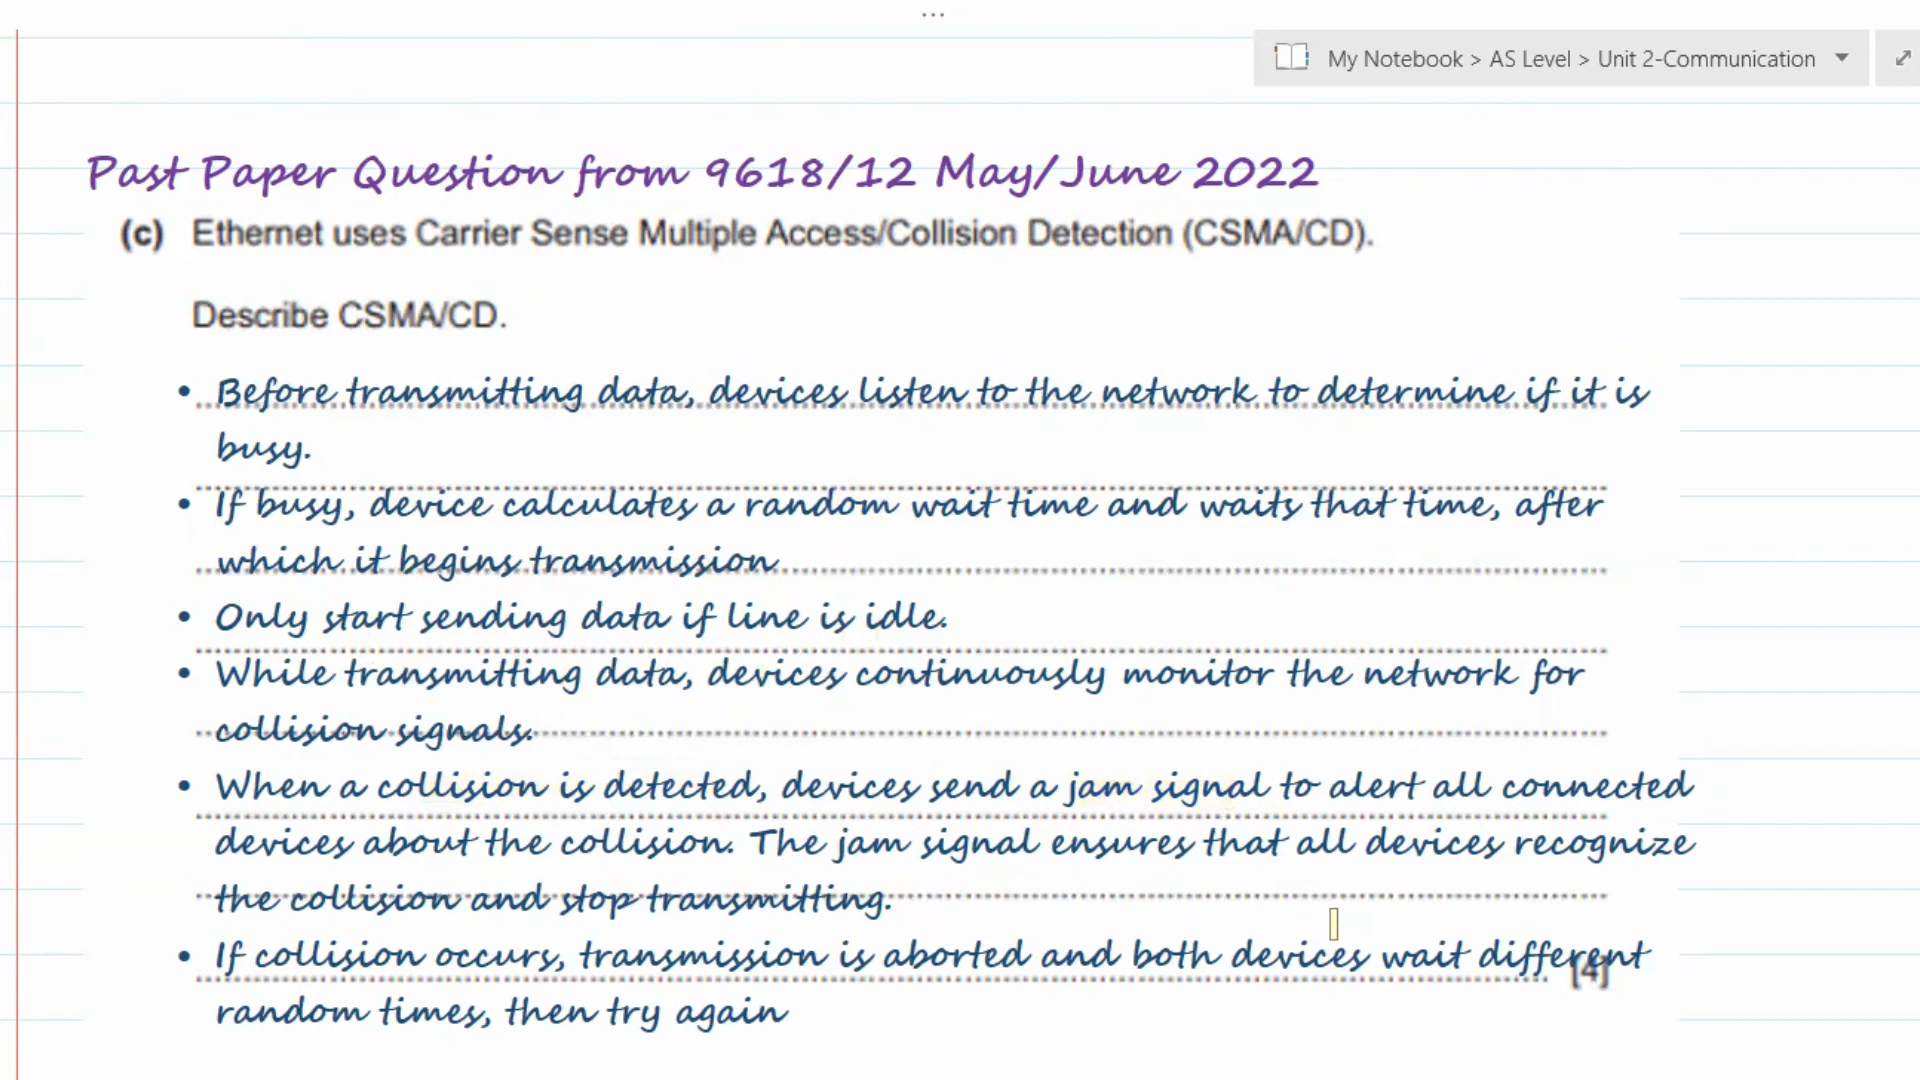 ...
My Notebook > AS Level > Unit 2-Communication
Past Paper Question from 9618/12 May/June 2022
(c) Ethernet uses Carrier Sense Multiple Access/Collision Detection (CSMA/CD).
Describe CSMA/CD.
• Before transmitting data, devices listen to the network to determine if it is
busy.
• If busy, device calculates a random wait time and waits that time, after
which it begins transmission
• Only start sending data if line is idle.
• While transmitting data, devices continuously monitor the network for
collision signals.
• When a collision is detected, devices send a jam signal to alert all connected
devices about the collision. The jam signal ensures that all devices recognize
the collision and stop transmitting.
• If collision occurs, transmission is aborted and both devices wait different
[4]
random times, then try again